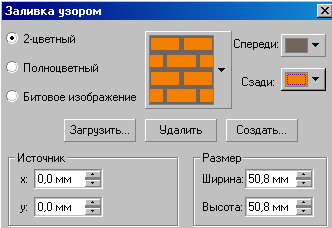 Заливка узором
2-цветный
Спереди:
Полноцветный
Сзади:
Битовое изображение
Загрузить... Удалить Создать...
Источник Размер
x: 0,0 мм Ширина: 50,8 мм
y: 0,0 мм Высота: 50,8 мм